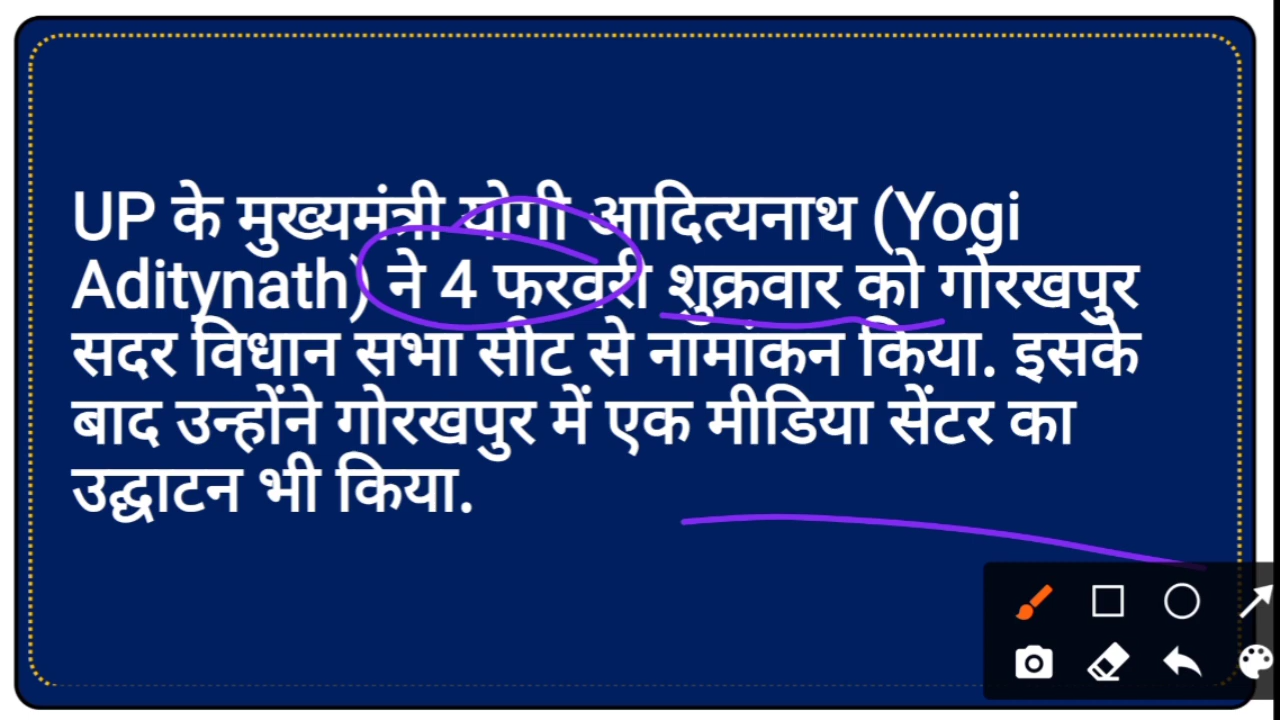 UP के मुख्यमंत्री योगी आदित्यनाथ (Yogi
Aditynath) ने 4 फरवरी शुक्रवार को गोरखपुर
सदर विधान सभा सीट से नामांकन किया. इसके
बाद उन्होंने गोरखपुर में एक मीडिया सेंटर का
उद्घाटन भी किया.